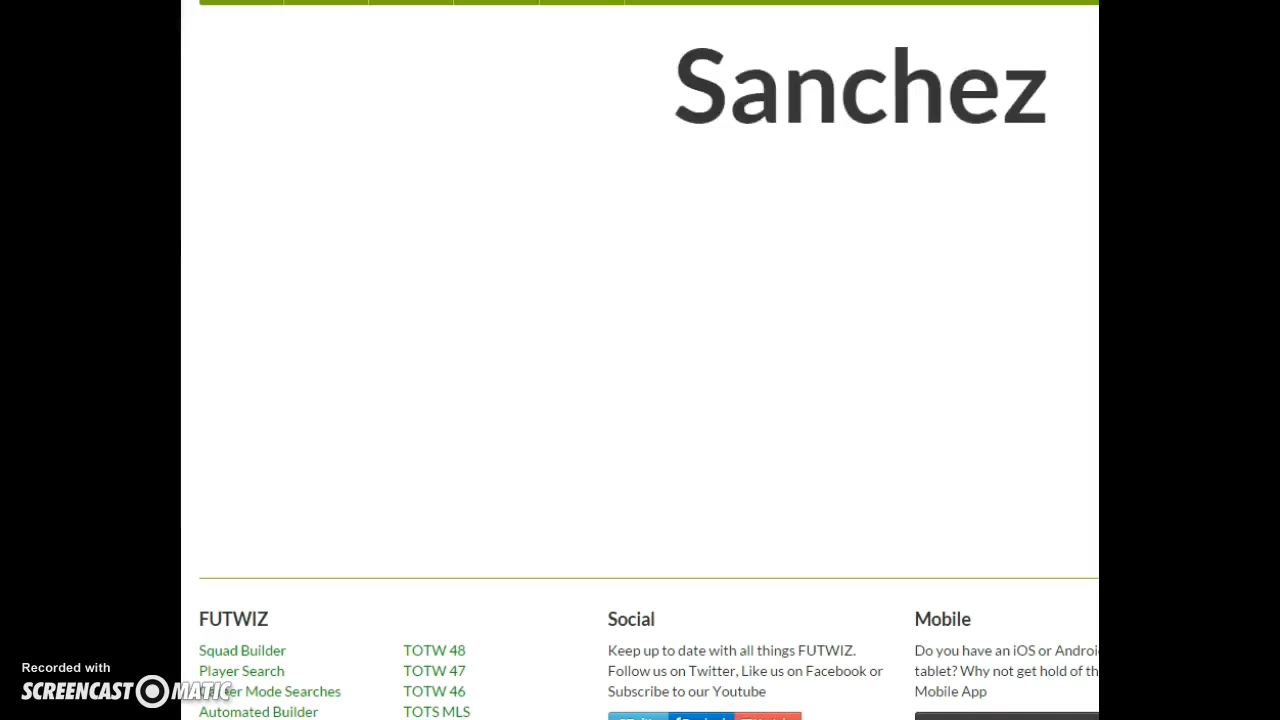 Sanchez
FUTWIZ
Squad Builder
Player Search
Mode Searches
Automated Builder
TOTW 48
TOTW 47
TOTW 46
TOTS MLS
Social
Keep up to date with all things FUTWIZ.
Follow us on Twitter, Like us on Facebook or
Subscribe to our Youtube
Mobile
Do you have an iOS or
tablet? Why not get hold of
Mobile App
Recorded with
SCREENCAST MATIC